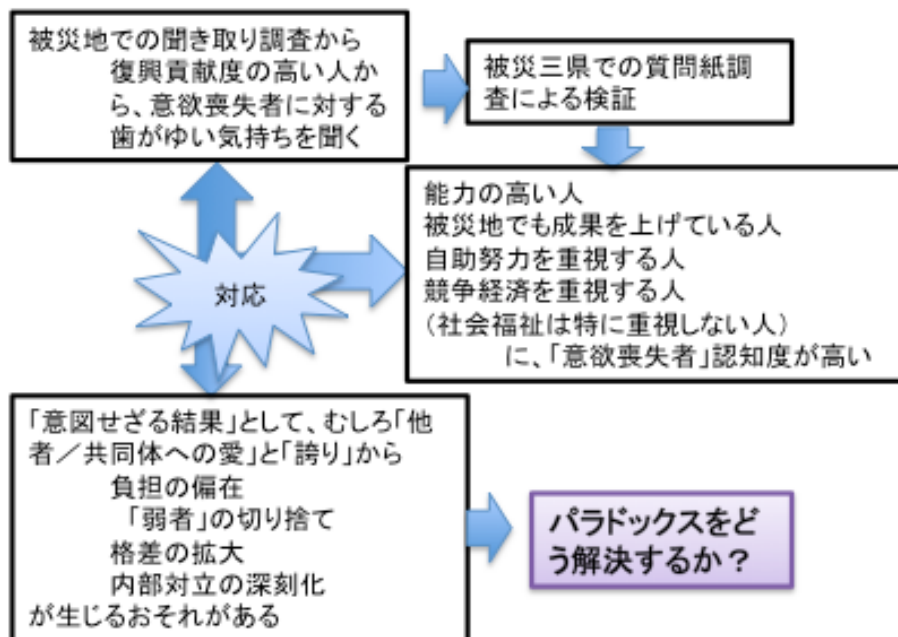 被災地での聞き取り調査から
復興貢献度の高い人か
ら、意欲喪失者に対する
歯がゆい気持ちを聞く
被災三県での質問紙調
査による検証
能力の高い人
被災地でも成果を上げている人
自助努力を重視する人
競争経済を重視する人
（社会福祉は特に重視しない人）
に、「意欲喪失者」認知度が高い
対応
「意図せざる結果」として、むしろ「他
者／共同体への愛」と「誇り」から
負担の偏在
「弱者」の切り捨て
格差の拡大
内部対立の深刻化
が生じるおそれがある
パラドックスをど
う解決するか？